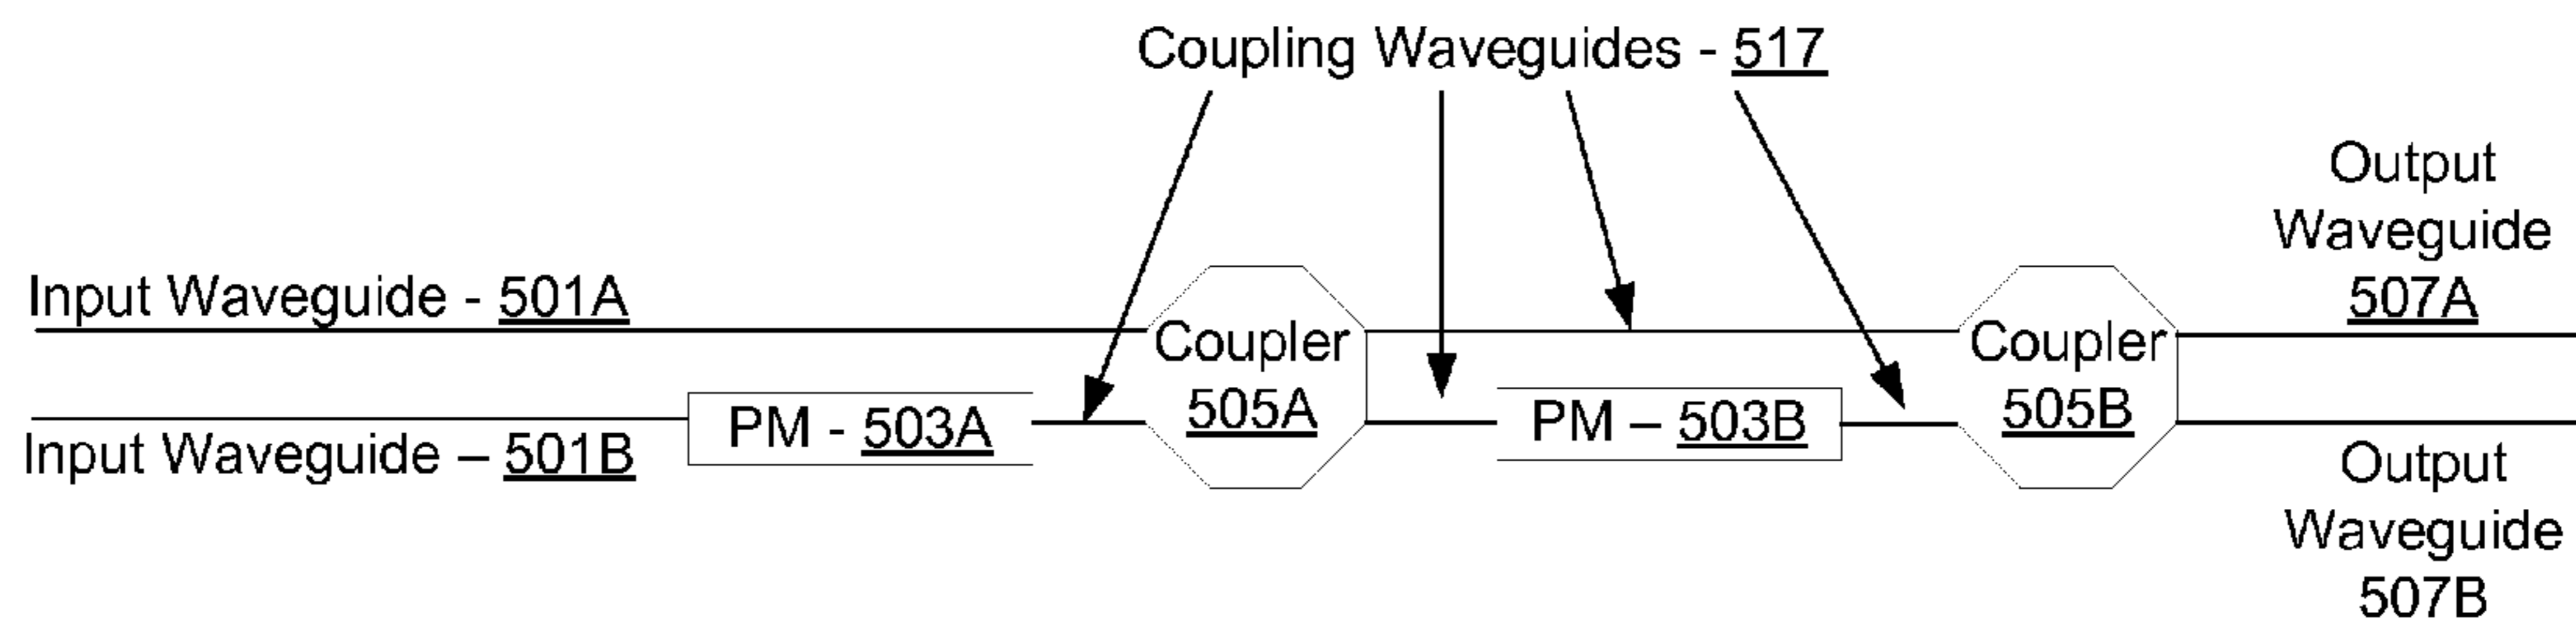 Coupling Waveguides - 517
Output
Waveguide
507A
Input Waveguide - 501A
Coupler
505A
Coupler
505B
PM - 503A
PM – 503B
Input Waveguide – 501B
Output
Waveguide
507B